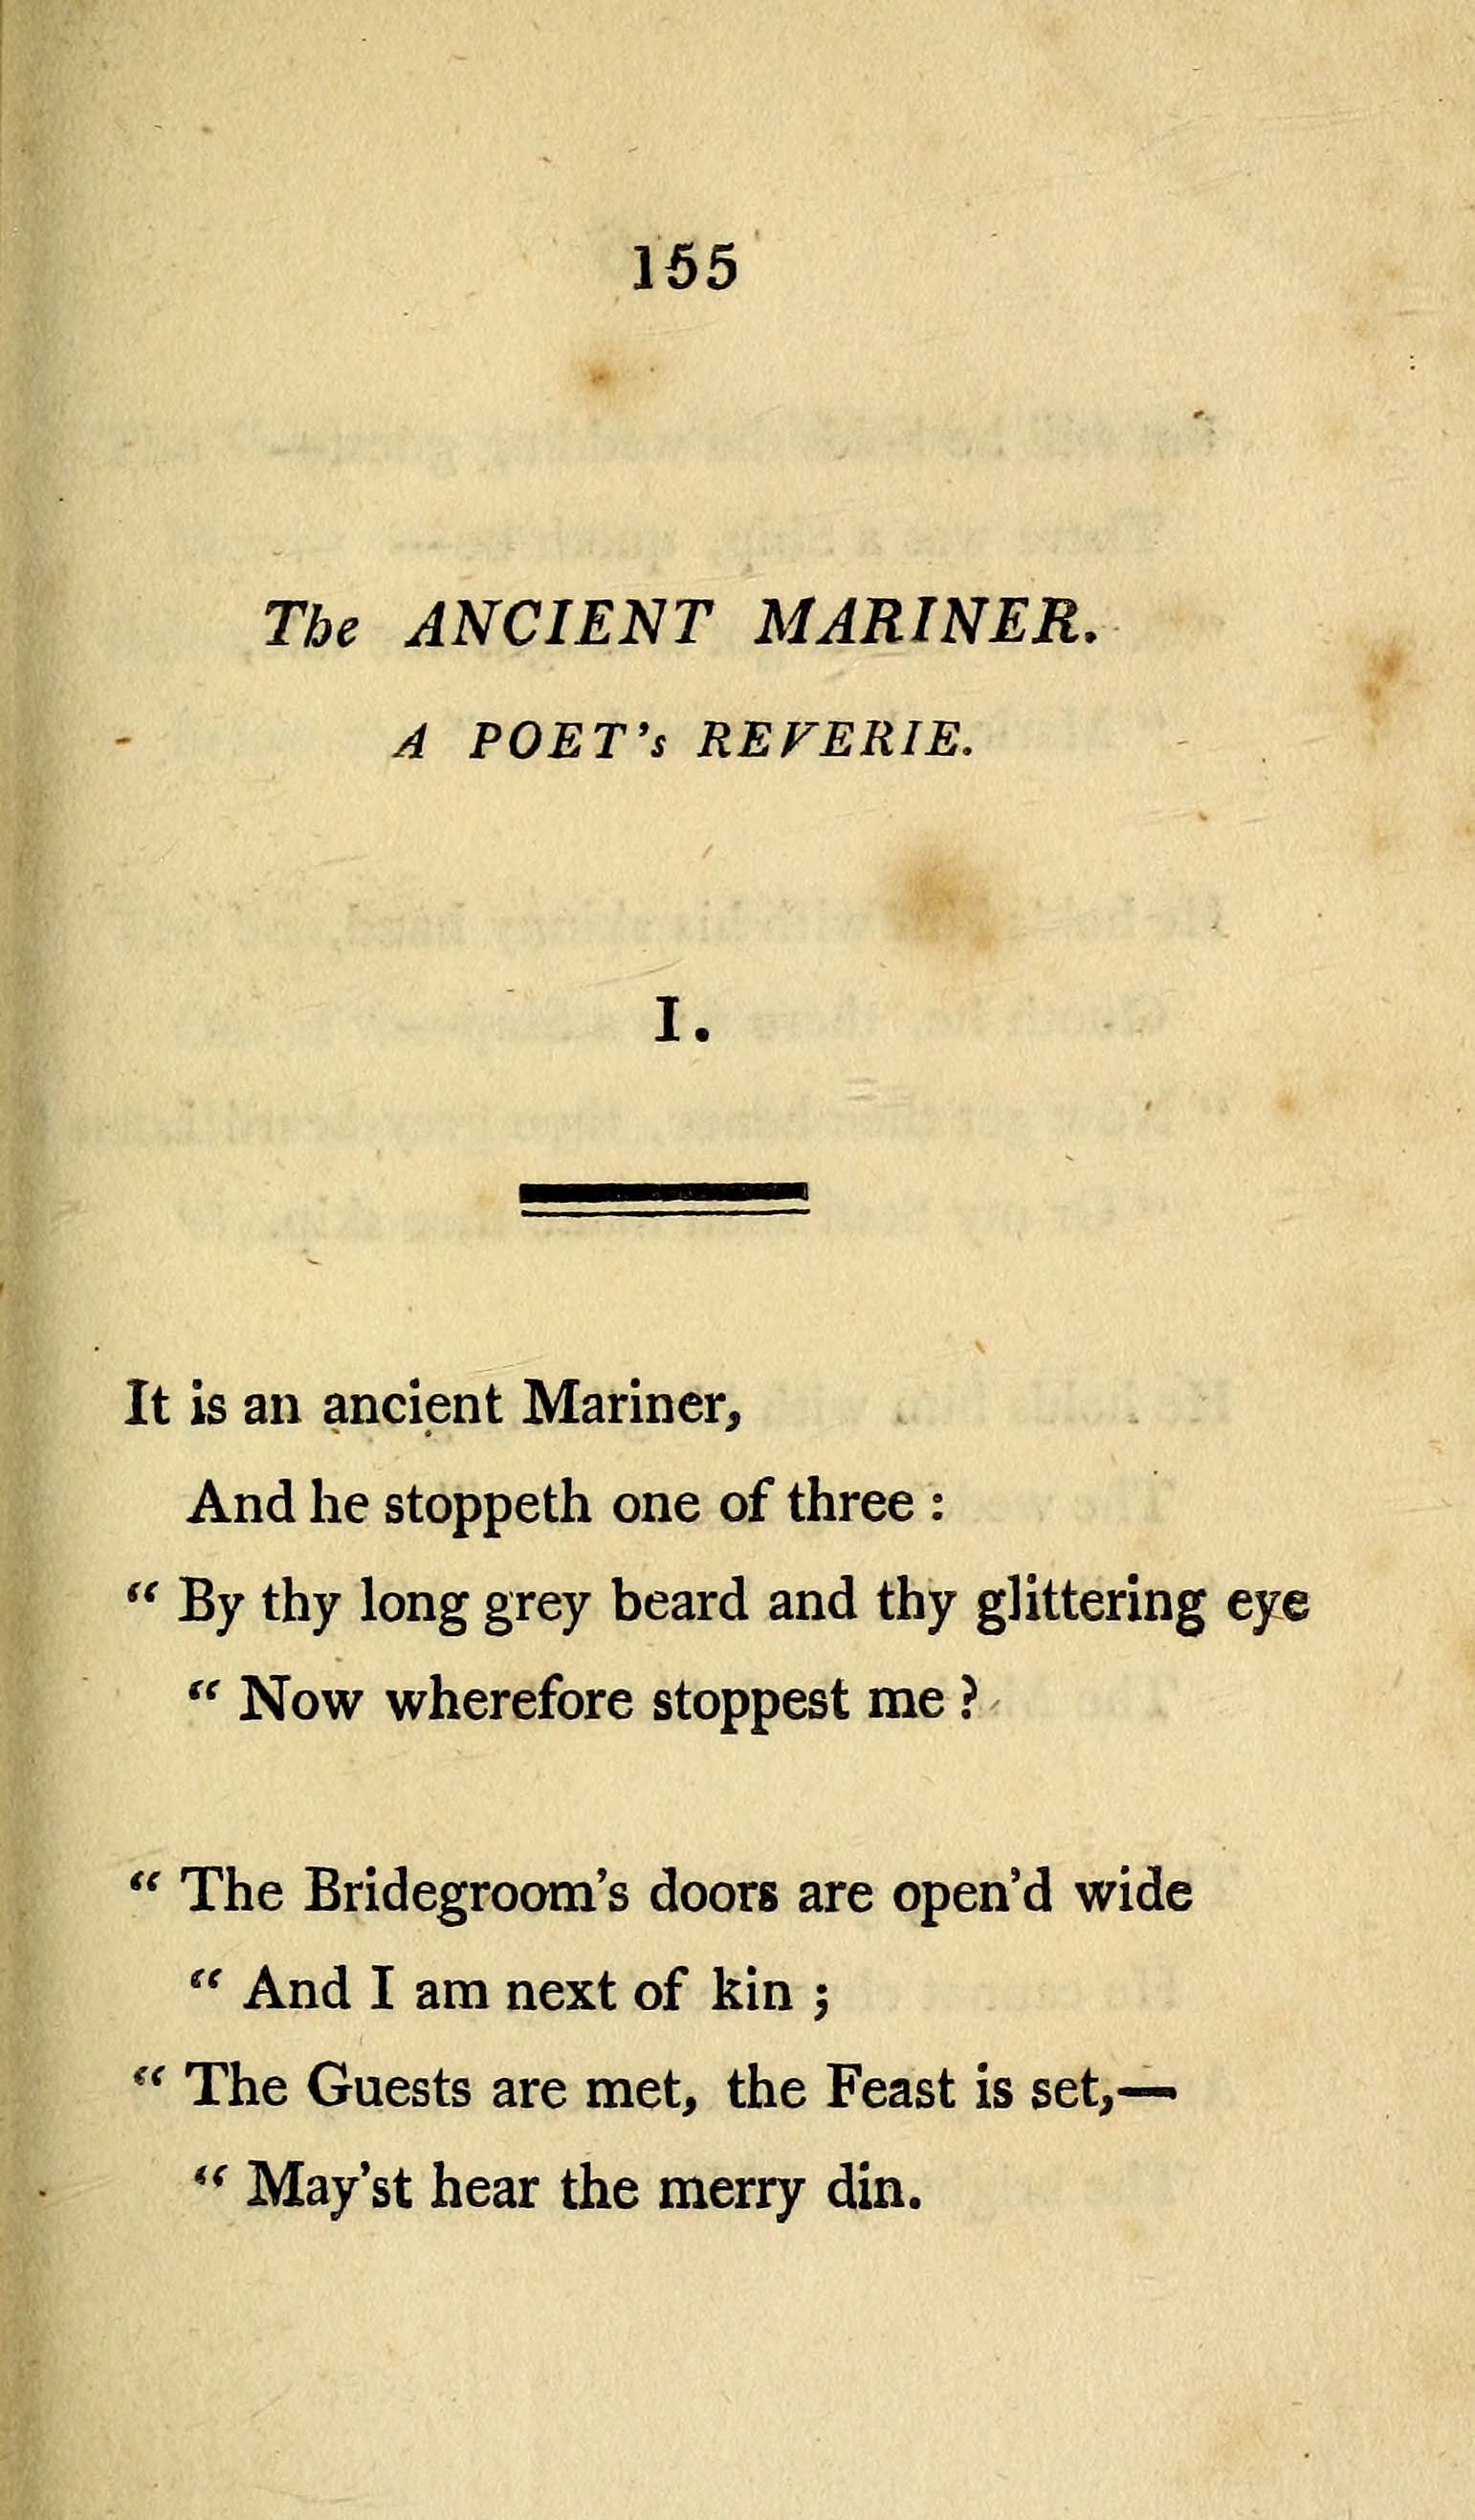 155
The ANCIENT MARINER.
A POET's REVERIE.
I.
It is an ancient Mariner,
And he stoppeth one of three :
“ By thy long grey beard and thy glittering eye
“ Now wherefore stoppest me ?
“ The Bridegroom's doors are open'd wide
“ And I am next of kin ;
“ The Guests are met, the Feast is set,—
“ May'st hear the merry din.